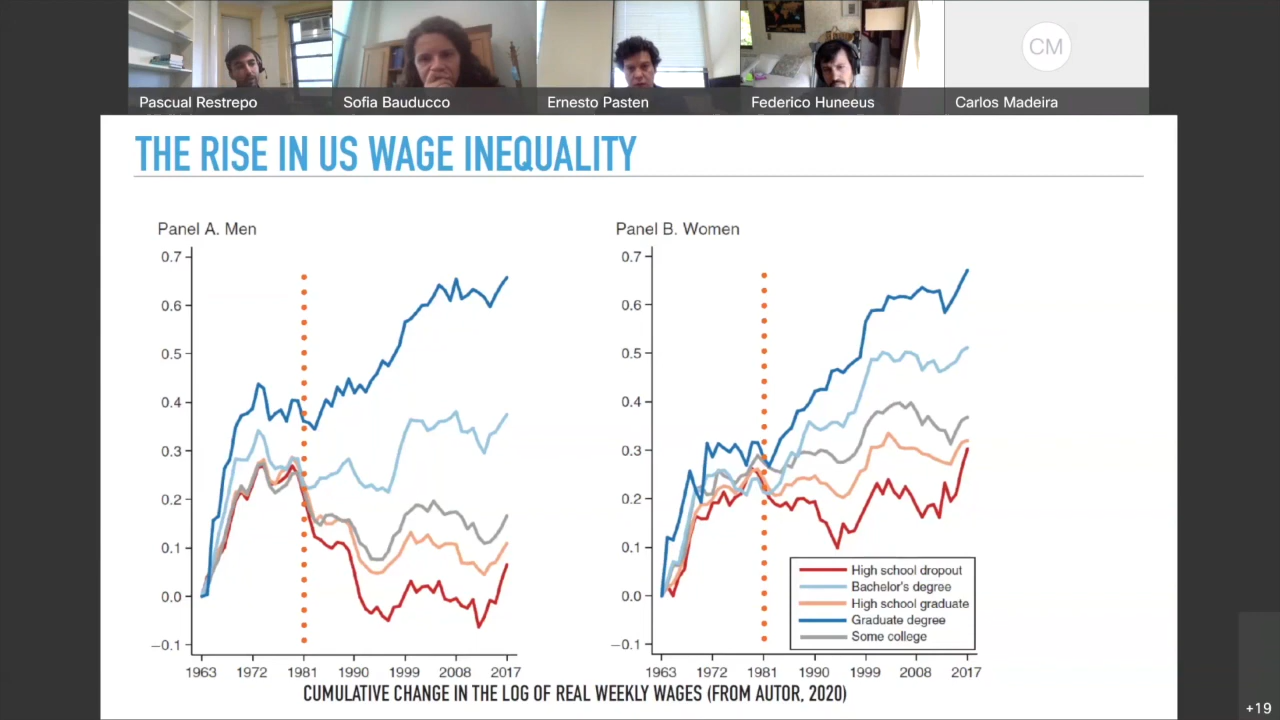 CM
Pascual Restrepo
Sofia Bauducco
Ernesto Pasten
Federico Huneeus
Carlos Madeira
THE RISE IN US WAGE INEQUALITY
Panel A. Men
0.7
0.6
0.5
0.4
0.3
0.2
0.1
0.0
−0.1
1963
1972
1981
1990
1999
2008
2017
Panel B. Women
0.7
0.6
0.5
0.4
0.3
0.2
0.1
0.0
−0.1
High school dropout
Bachelor's degree
High school graduate
Graduate degree
Some college
1963
1972
1981
1990
1999
2008
2017
CUMULATIVE CHANGE IN THE LOG OF REAL WEEKLY WAGES (FROM AUTOR, 2020)
+19